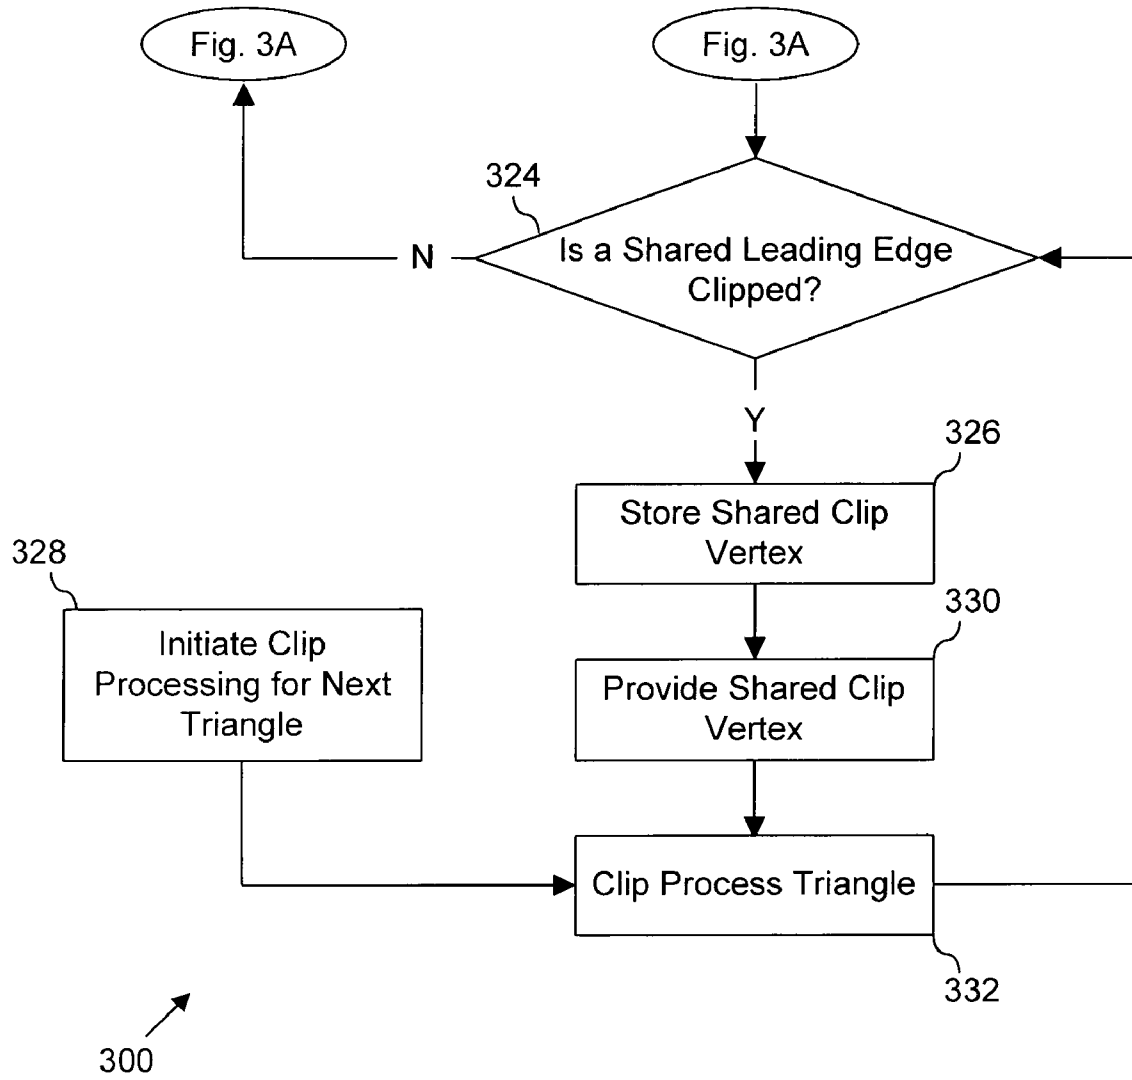 Fig. 3A
Fig. 3A
324
Is a Shared Leading Edge
Clipped?
N
Y
326
Store Shared Clip
Vertex
328
Initiate Clip
Processing for Next
Triangle
330
Provide Shared Clip
Vertex
Clip Process Triangle
332
300